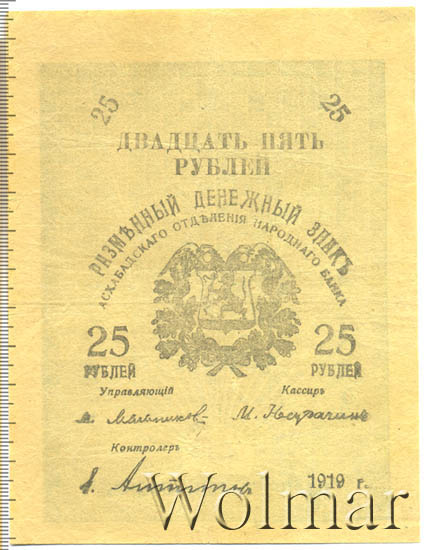 25 25
ДВАДЦАТЬ ПЯТЬ
РУБЛЕЙ
РАЗМѢННЫЙ ДЕНЕЖНЫЙ ЗНАКЪ
АСХАБАДСКАГО ОТДѢЛЕНІЯ НАРОДНАГО БАНКА
25 25
РУБЛЕЙ РУБЛЕЙ
Управляющій Кассиръ
Контролеръ
1919 г.
Wolmar